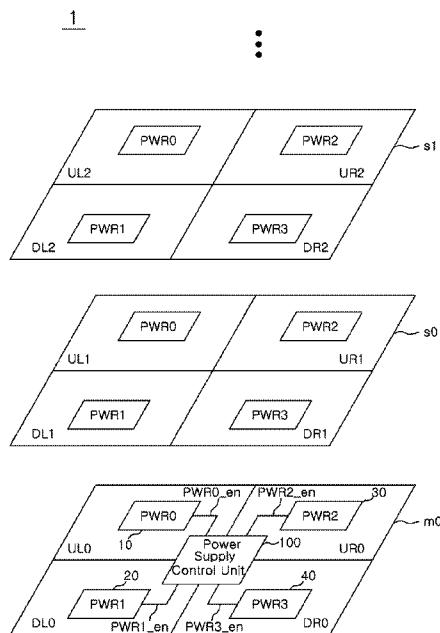 1
PWR0
PWR2
s1
UL2
UR2
PWR1
PWR3
DL2
DR2
PWR0
PWR2
s0
UL1
UR1
PWR1
PWR3
DL1
DR1
PWR0_en
PWR2_en
30
PWR0
PWR2
m0
10
100
UL0
Power
Supply
Control Unit
UR0
20
40
PWR1
PWR3
DL0
PWR1_en
PWR3_en
DR0